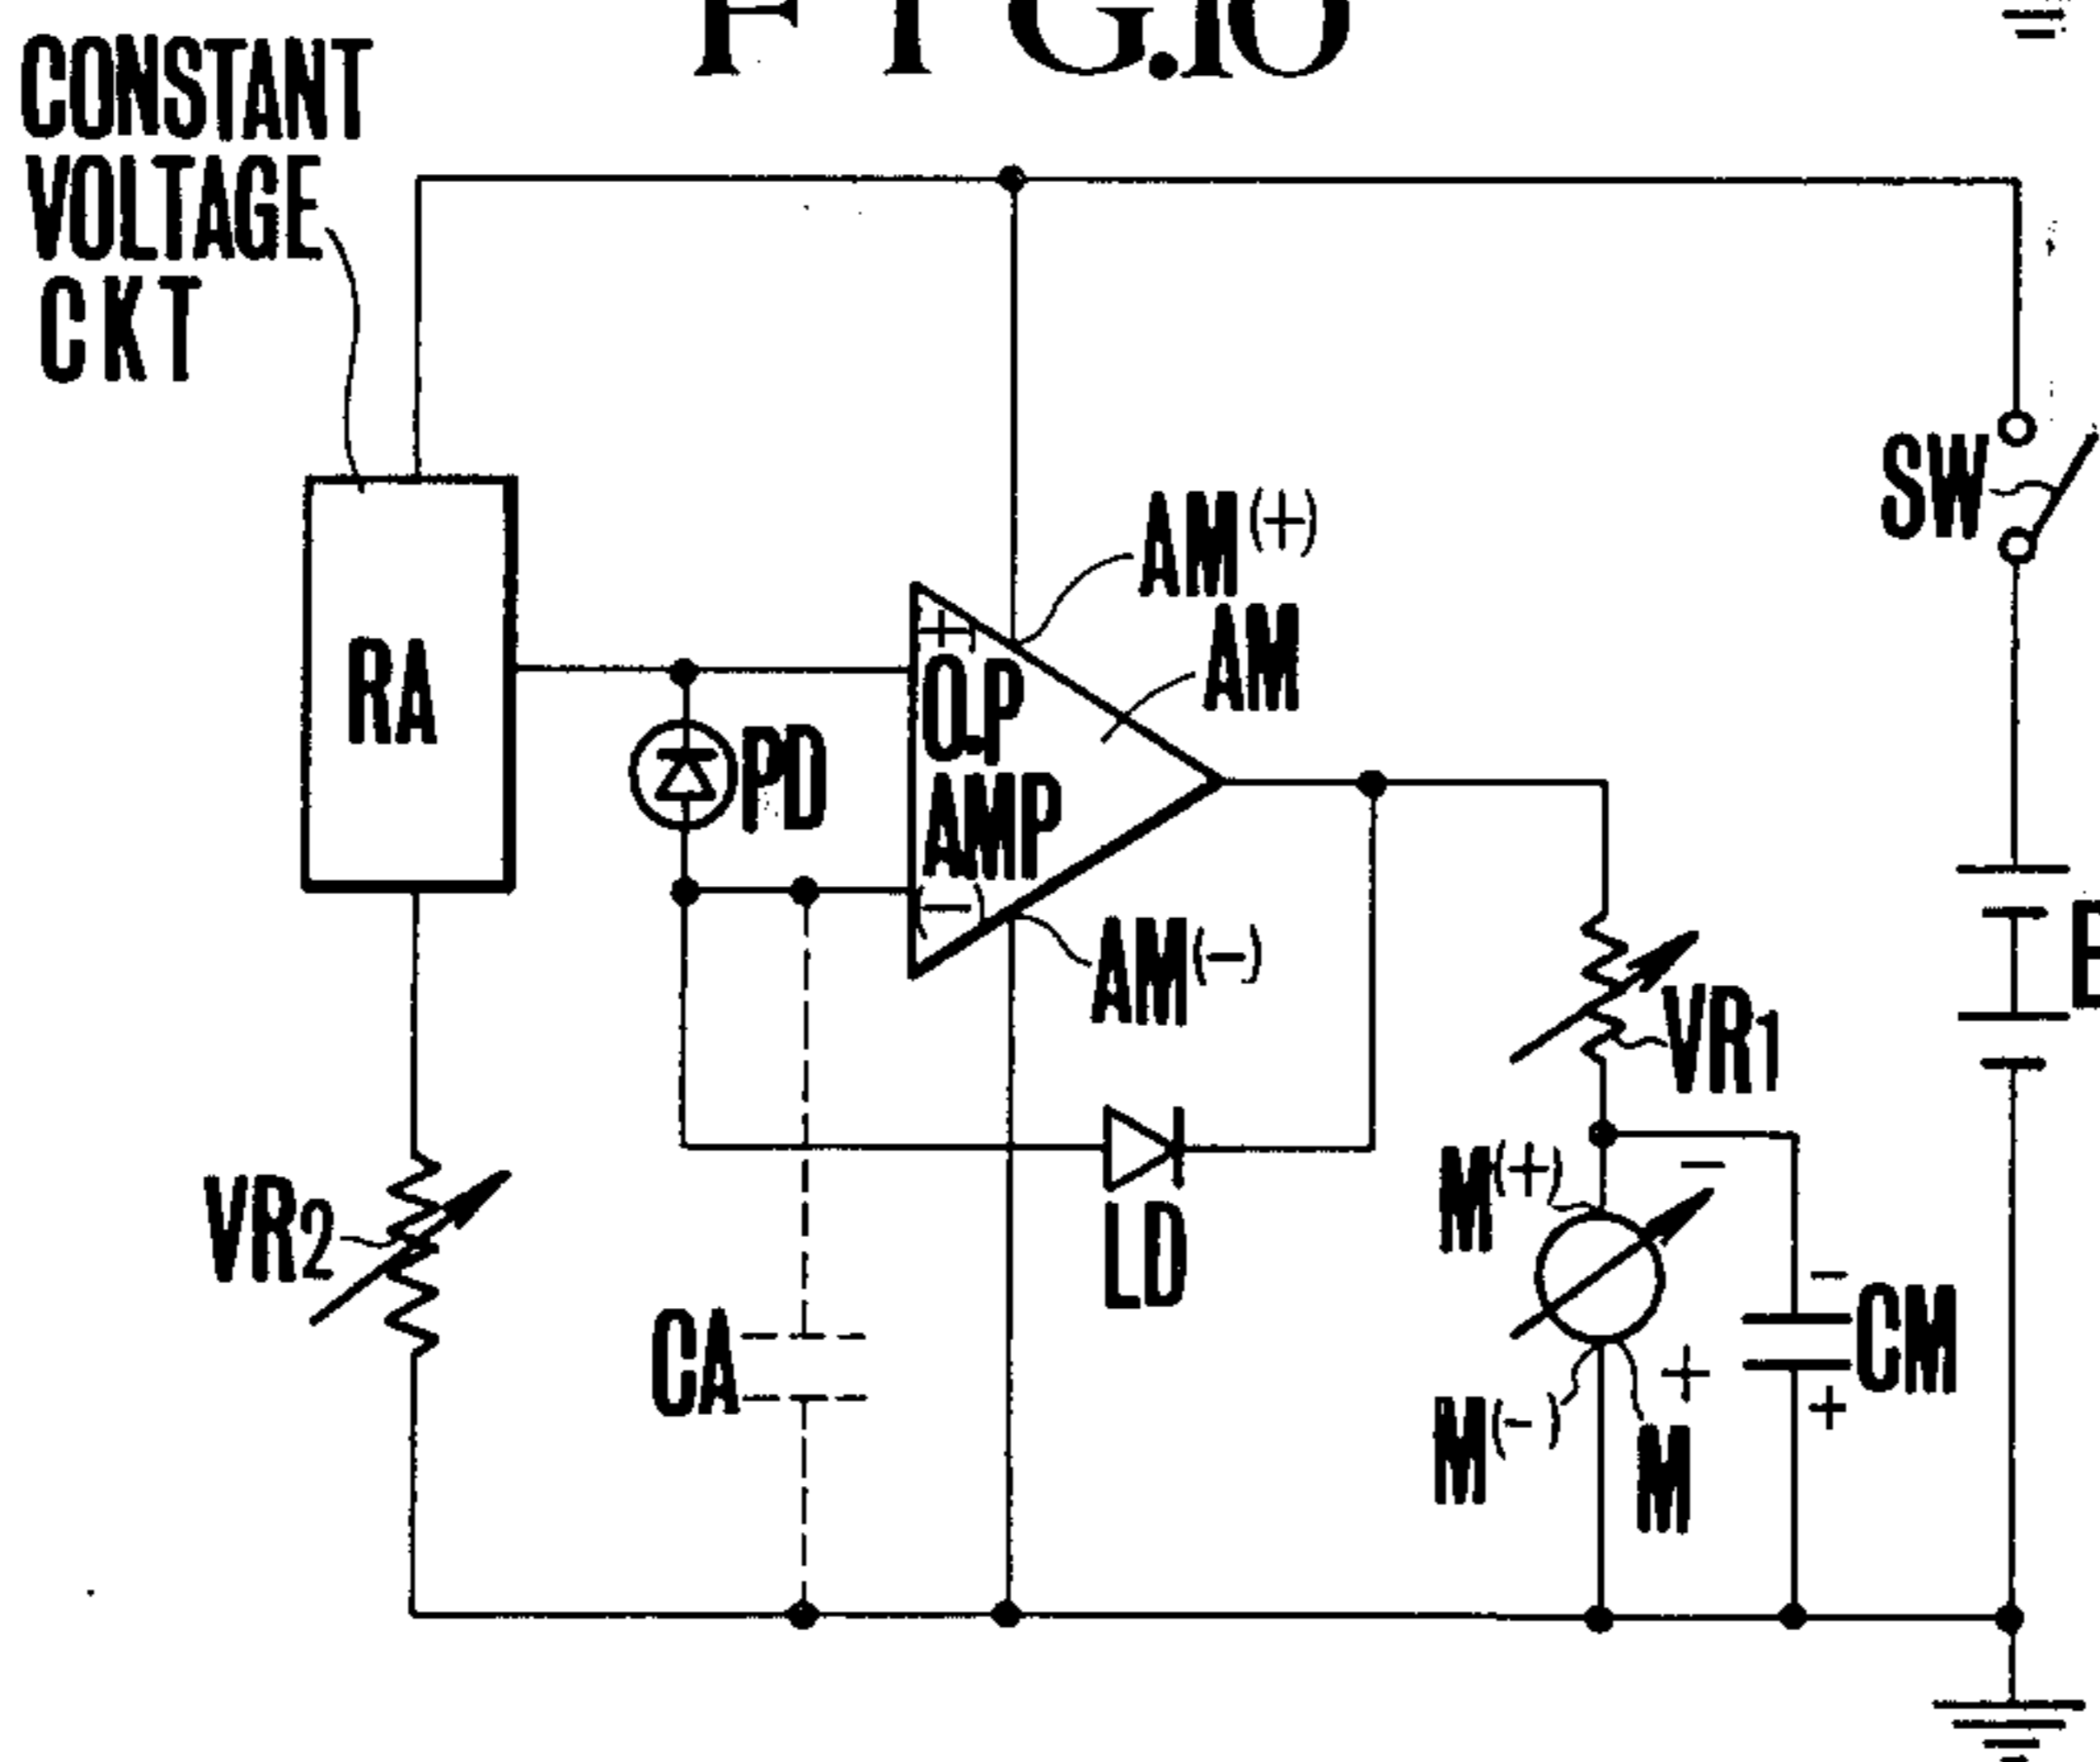 FIG.10
CONSTANT
VOLTAGE
CKT
RA
PD
(+)
OP
AMP
(-)
AM(+)
AM
AM(-)
SW
VR1
VR2
LD
CA
M(+)
-
M(-)
+
M
-
CM
+